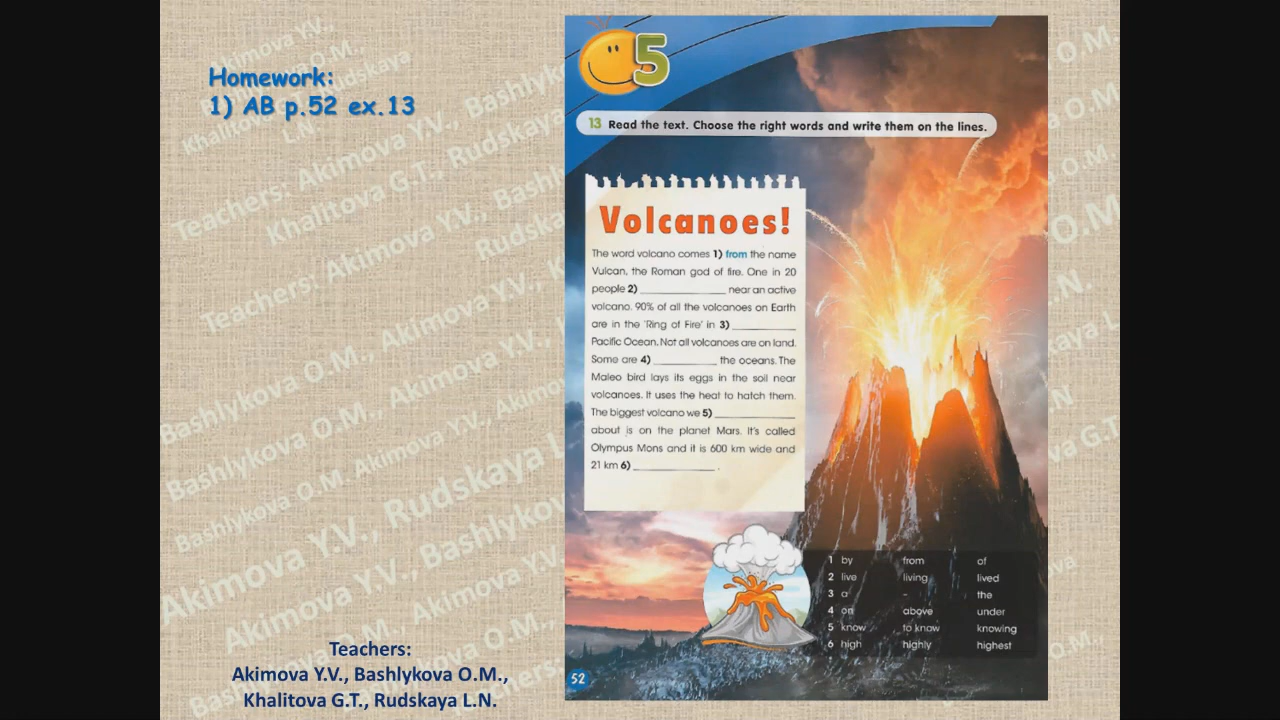 Homework:
1) AB p.52 ex.13
5
13 Read the text. Choose the right words and write them on the lines.
Volcanoes!
The word volcano comes 1) from the name
Vulcan, the Roman god of fire. One in 20
people 2) ______________ near an active
volcano. 90% of all the volcanoes on Earth
are in the 'Ring of Fire' in 3) __________
Pacific Ocean. Not all volcanoes are on land.
Some are 4) __________ the oceans. The
Maleo bird lays its eggs in the soil near
volcanoes. It uses the heat to hatch them.
The biggest volcano we 5) _____________
about is on the planet Mars. It's called
Olympus Mons and it is 600 km wide and
21 km 6) _____________ .
1 by from of
2 live living lived
3 a - the
4 on above under
5 know to know knowing
6 high highly highest
52
Teachers:
Akimova Y.V., Bashlykova O.M.,
Khalitova G.T., Rudskaya L.N.